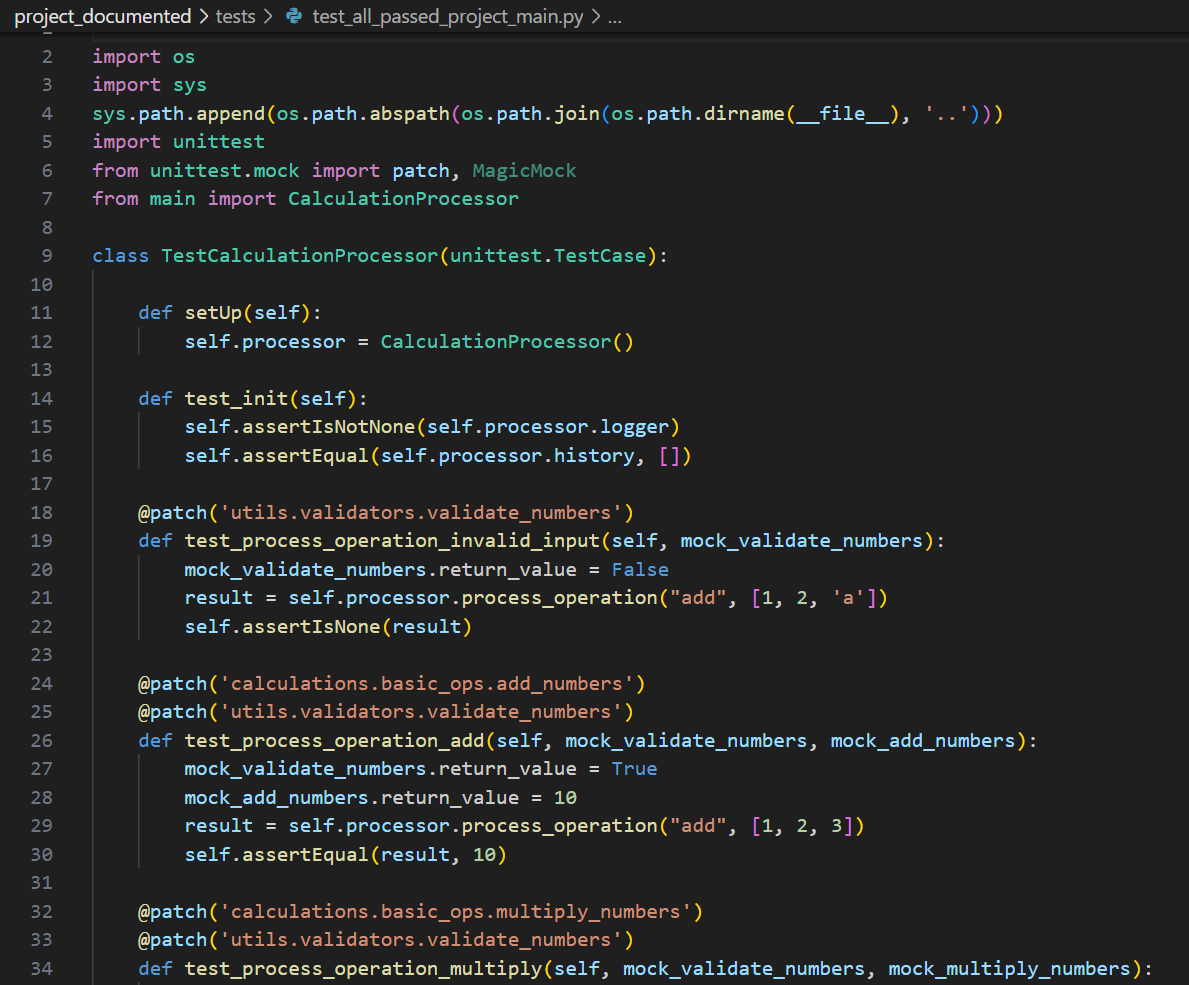 project_documented > tests > test_all_passed_project_main.py > ...
2 import os
3 import sys
4 sys.path.append(os.path.abspath(os.path.join(os.path.dirname(__file__), '..')))
5 import unittest
6 from unittest.mock import patch, MagicMock
7 from main import CalculationProcessor
8
9 class TestCalculationProcessor(unittest.TestCase):
10
11     def setUp(self):
12         self.processor = CalculationProcessor()
13
14     def test_init(self):
15         self.assertIsNotNone(self.processor.logger)
16         self.assertEqual(self.processor.history, [])
17
18     @patch('utils.validators.validate_numbers')
19     def test_process_operation_invalid_input(self, mock_validate_numbers):
20         mock_validate_numbers.return_value = False
21         result = self.processor.process_operation("add", [1, 2, 'a'])
22         self.assertIsNone(result)
23
24     @patch('calculations.basic_ops.add_numbers')
25     @patch('utils.validators.validate_numbers')
26     def test_process_operation_add(self, mock_validate_numbers, mock_add_numbers):
27         mock_validate_numbers.return_value = True
28         mock_add_numbers.return_value = 10
29         result = self.processor.process_operation("add", [1, 2, 3])
30         self.assertEqual(result, 10)
31
32     @patch('calculations.basic_ops.multiply_numbers')
33     @patch('utils.validators.validate_numbers')
34     def test_process_operation_multiply(self, mock_validate_numbers, mock_multiply_numbers):